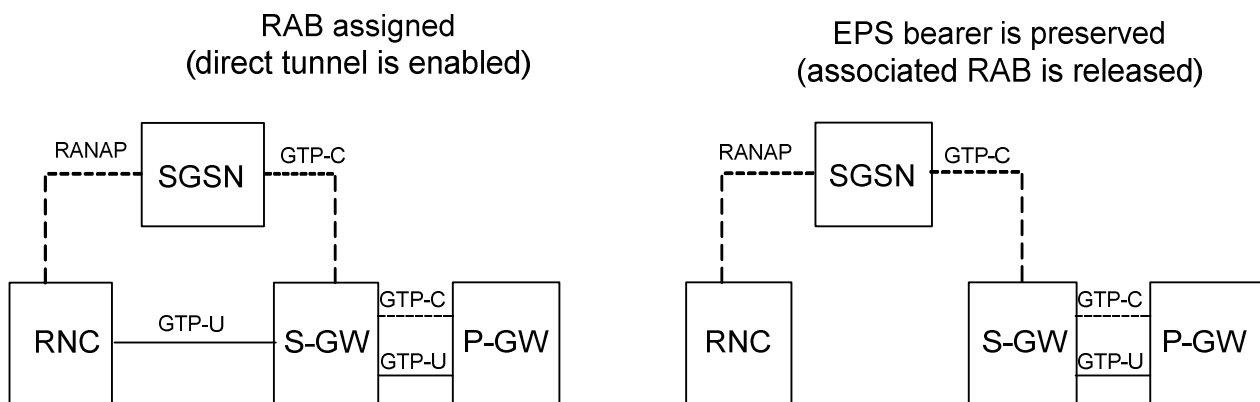 RAB assigned
(direct tunnel is enabled)
RANAP
SGSN
GTP-C
RNC
GTP-U
S-GW
GTP-C
GTP-U
P-GW
EPS bearer is preserved
(associated RAB is released)
RANAP
SGSN
GTP-C
RNC
S-GW
GTP-C
GTP-U
P-GW